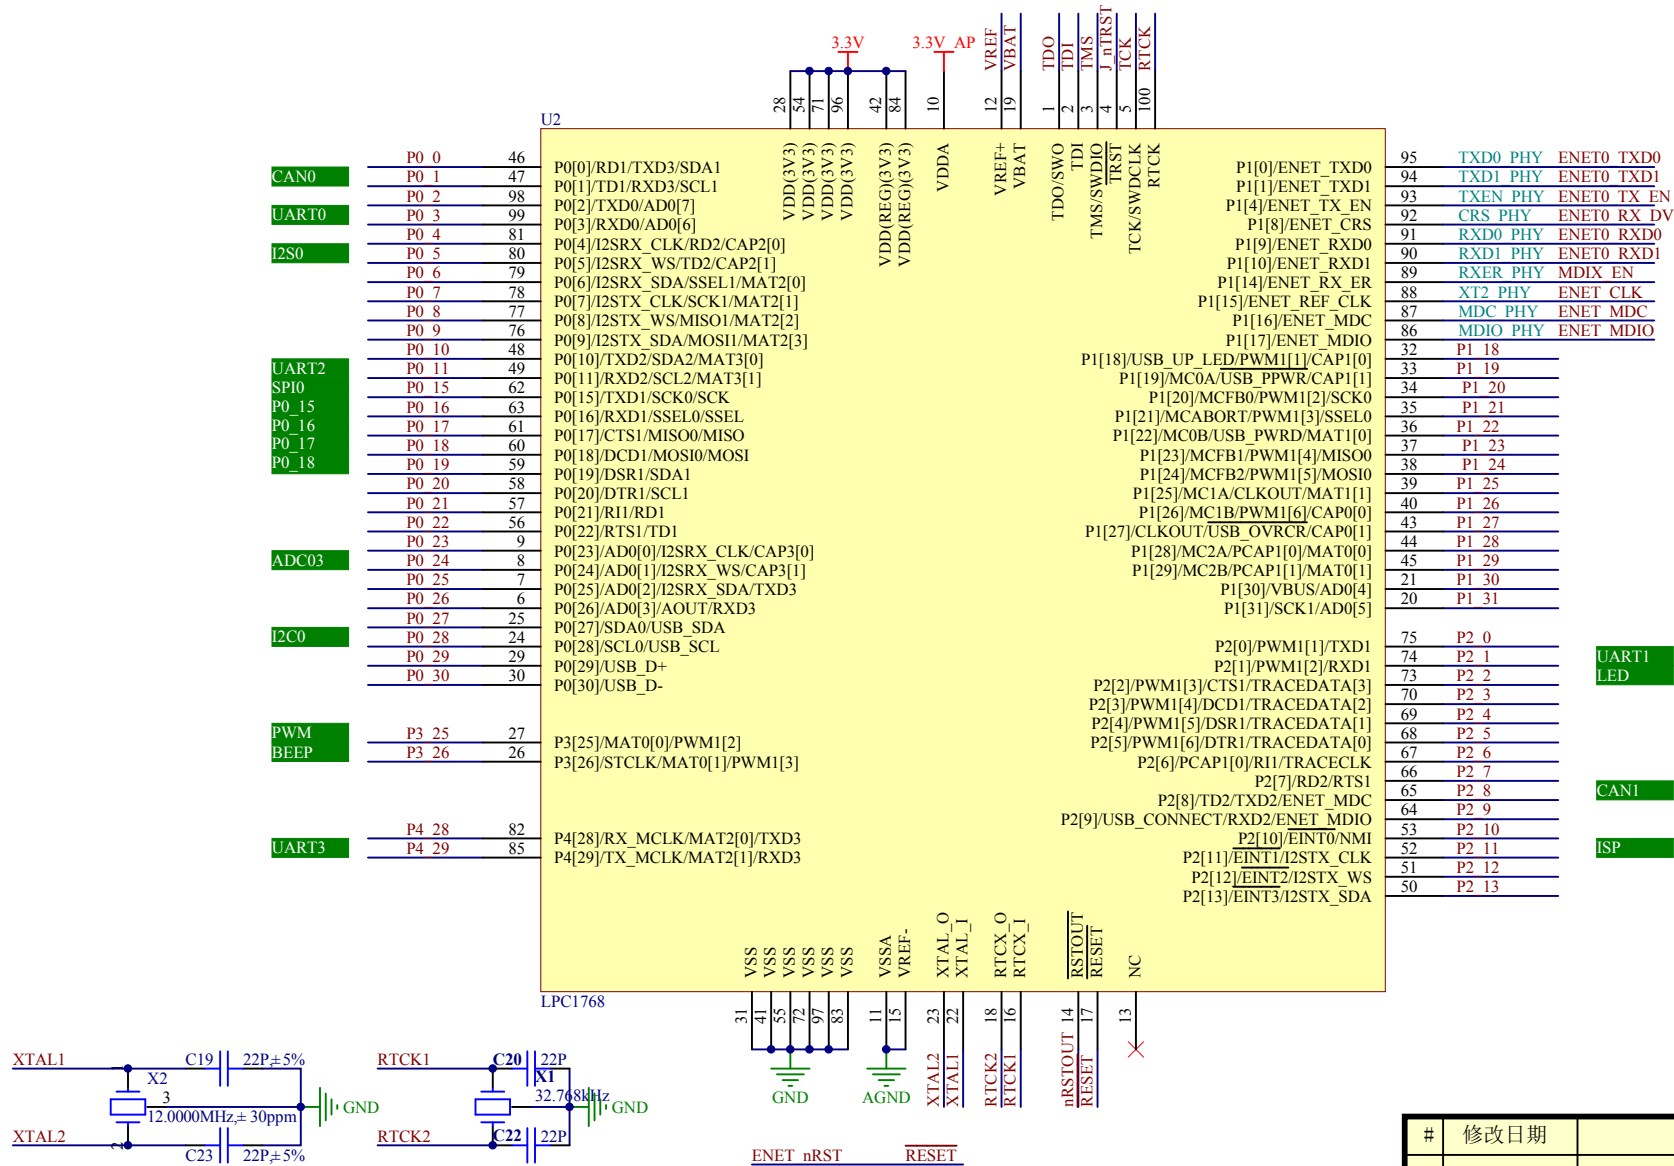 3.3V 3.3V_AP VREF VBAT TDO TDI TMS J_nTRST TCK RTCK
28 54 71 96 42 84 10 12 19 1 2 3 4 5 100
U2
VDD(3V3) VDD(3V3) VDD(3V3) VDD(3V3) VDD(REG)(3V3) VDD(REG)(3V3) VDDA VREF+ VBAT TDO/SWO TDI TMS/SWDIO TRST TCK/SWDCLK RTCK
P0_0 46 P0[0]/RD1/TXD3/SDA1
CAN0 P0_1 47 P0[1]/TD1/RXD3/SCL1
P0_2 98 P0[2]/TXD0/AD0[7]
UART0 P0_3 99 P0[3]/RXD0/AD0[6]
P0_4 81 P0[4]/I2SRX_CLK/RD2/CAP2[0]
I2S0 P0_5 80 P0[5]/I2SRX_WS/TD2/CAP2[1]
P0_6 79 P0[6]/I2SRX_SDA/SSEL1/MAT2[0]
P0_7 78 P0[7]/I2STX_CLK/SCK1/MAT2[1]
P0_8 77 P0[8]/I2STX_WS/MISO1/MAT2[2]
P0_9 76 P0[9]/I2STX_SDA/MOSI1/MAT2[3]
P0_10 48 P0[10]/TXD2/SDA2/MAT3[0]
UART2 P0_11 49 P0[11]/RXD2/SCL2/MAT3[1]
SPI0 P0_15 62 P0[15]/TXD1/SCK0/SCK
P0_15 P0_16 63 P0[16]/RXD1/SSEL0/SSEL
P0_16 P0_17 61 P0[17]/CTS1/MISO0/MISO
P0_17 P0_18 60 P0[18]/DCD1/MOSI0/MOSI
P0_18 P0_19 59 P0[19]/DSR1/SDA1
P0_20 58 P0[20]/DTR1/SCL1
P0_21 57 P0[21]/RI1/RD1
P0_22 56 P0[22]/RTS1/TD1
P0_23 9 P0[23]/AD0[0]/I2SRX_CLK/CAP3[0]
ADC03 P0_24 8 P0[24]/AD0[1]/I2SRX_WS/CAP3[1]
P0_25 7 P0[25]/AD0[2]/I2SRX_SDA/TXD3
P0_26 6 P0[26]/AD0[3]/AOUT/RXD3
P0_27 25 P0[27]/SDA0/USB_SDA
I2C0 P0_28 24 P0[28]/SCL0/USB_SCL
P0_29 29 P0[29]/USB_D+
P0_30 30 P0[30]/USB_D-
PWM P3_25 27 P3[25]/MAT0[0]/PWM1[2]
BEEP P3_26 26 P3[26]/STCLK/MAT0[1]/PWM1[3]
P4_28 82 P4[28]/RX_MCLK/MAT2[0]/TXD3
UART3 P4_29 85 P4[29]/TX_MCLK/MAT2[1]/RXD3
P1[0]/ENET_TXD0 95 TXD0_PHY ENET0_TXD0
P1[1]/ENET_TXD1 94 TXD1_PHY ENET0_TXD1
P1[4]/ENET_TX_EN 93 TXEN_PHY ENET0_TX_EN
P1[8]/ENET_CRS 92 CRS_PHY ENET0_RX_DV
P1[9]/ENET_RXD0 91 RXD0_PHY ENET0_RXD0
P1[10]/ENET_RXD1 90 RXD1_PHY ENET0_RXD1
P1[14]/ENET_RX_ER 89 RXER_PHY MDIX_EN
P1[15]/ENET_REF_CLK 88 XT2_PHY ENET_CLK
P1[16]/ENET_MDC 87 MDC_PHY ENET_MDC
P1[17]/ENET_MDIO 86 MDIO_PHY ENET_MDIO
P1[18]/USB_UP_LED/PWM1[1]/CAP1[0] 32 P1_18
P1[19]/MC0A/USB_PPWR/CAP1[1] 33 P1_19
P1[20]/MCFB0/PWM1[2]/SCK0 34 P1_20
P1[21]/MCABORT/PWM1[3]/SSEL0 35 P1_21
P1[22]/MC0B/USB_PWRD/MAT1[0] 36 P1_22
P1[23]/MCFB1/PWM1[4]/MISO0 37 P1_23
P1[24]/MCFB2/PWM1[5]/MOSI0 38 P1_24
P1[25]/MC1A/CLKOUT/MAT1[1] 39 P1_25
P1[26]/MC1B/PWM1[6]/CAP0[0] 40 P1_26
P1[27]/CLKOUT/USB_OVRCR/CAP0[1] 43 P1_27
P1[28]/MC2A/PCAP1[0]/MAT0[0] 44 P1_28
P1[29]/MC2B/PCAP1[1]/MAT0[1] 45 P1_29
P1[30]/VBUS/AD0[4] 21 P1_30
P1[31]/SCK1/AD0[5] 20 P1_31
P2[0]/PWM1[1]/TXD1 75 P2_0
P2[1]/PWM1[2]/RXD1 74 P2_1 UART1
P2[2]/PWM1[3]/CTS1/TRACEDATA[3] 73 P2_2 LED
P2[3]/PWM1[4]/DCD1/TRACEDATA[2] 70 P2_3
P2[4]/PWM1[5]/DSR1/TRACEDATA[1] 69 P2_4
P2[5]/PWM1[6]/DTR1/TRACEDATA[0] 68 P2_5
P2[6]/PCAP1[0]/RI1/TRACECLK 67 P2_6
P2[7]/RD2/RTS1 66 P2_7
P2[8]/TD2/TXD2/ENET_MDC 65 P2_8 CAN1
P2[9]/USB_CONNECT/RXD2/ENET_MDIO 64 P2_9
P2[10]/EINT0/NMI 53 P2_10
P2[11]/EINT1/I2STX_CLK 52 P2_11 ISP
P2[12]/EINT2/I2STX_WS 51 P2_12
P2[13]/EINT3/I2STX_SDA 50 P2_13
VSS VSS VSS VSS VSS VSS VSSA VREF- XTAL_O XTAL_I RTCX_O RTCX_I RSTOUT RESET NC
LPC1768
31 41 55 72 97 83 11 15 23 22 18 16 14 17 13
GND AGND XTAL2 XTAL1 RTCK2 RTCK1 nRSTOUT RESET
XTAL1 C19 22P±5%
1 X2
3
12.0000MHz,± 30ppm GND
2
XTAL2 C23 22P±5%
RTCK1 C20 22P
X1
32.768kHz GND
RTCK2 C22 22P
ENET_nRST RESET
# 修改日期